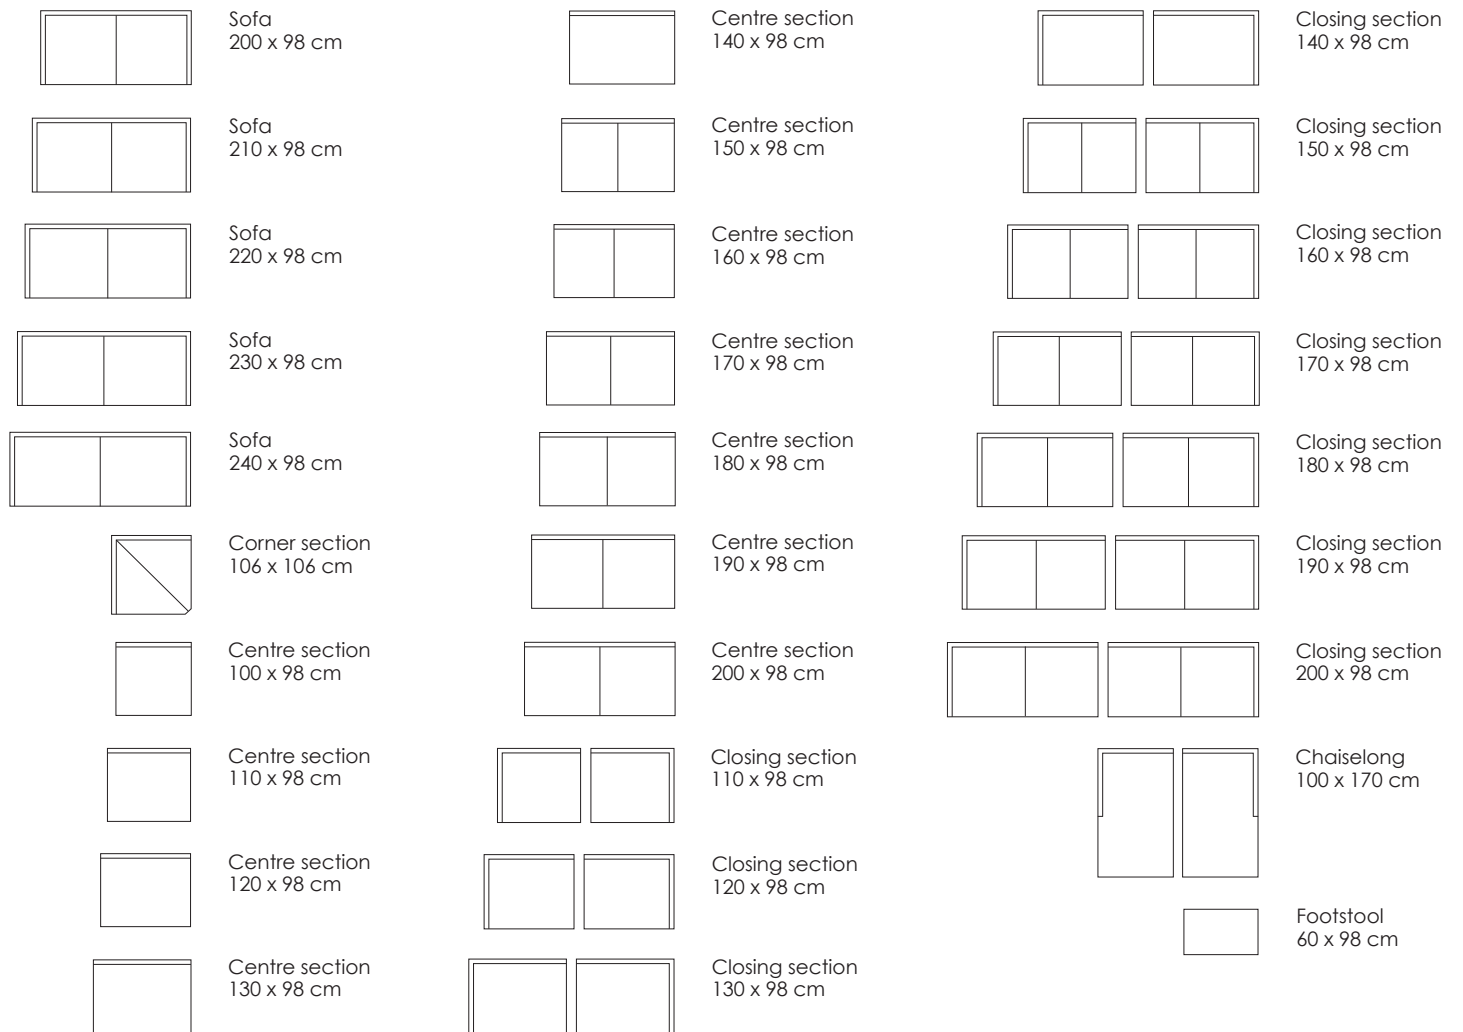 Sofa
200 x 98 cm
Sofa
210 x 98 cm
Sofa
220 x 98 cm
Sofa
230 x 98 cm
Sofa
240 x 98 cm
Corner section
106 x 106 cm
Centre section
100 x 98 cm
Centre section
110 x 98 cm
Centre section
120 x 98 cm
Centre section
130 x 98 cm
Centre section
140 x 98 cm
Centre section
150 x 98 cm
Centre section
160 x 98 cm
Centre section
170 x 98 cm
Centre section
180 x 98 cm
Centre section
190 x 98 cm
Centre section
200 x 98 cm
Closing section
110 x 98 cm
Closing section
120 x 98 cm
Closing section
130 x 98 cm
Closing section
140 x 98 cm
Closing section
150 x 98 cm
Closing section
160 x 98 cm
Closing section
170 x 98 cm
Closing section
180 x 98 cm
Closing section
190 x 98 cm
Closing section
200 x 98 cm
Chaiselong
100 x 170 cm
Footstool
60 x 98 cm